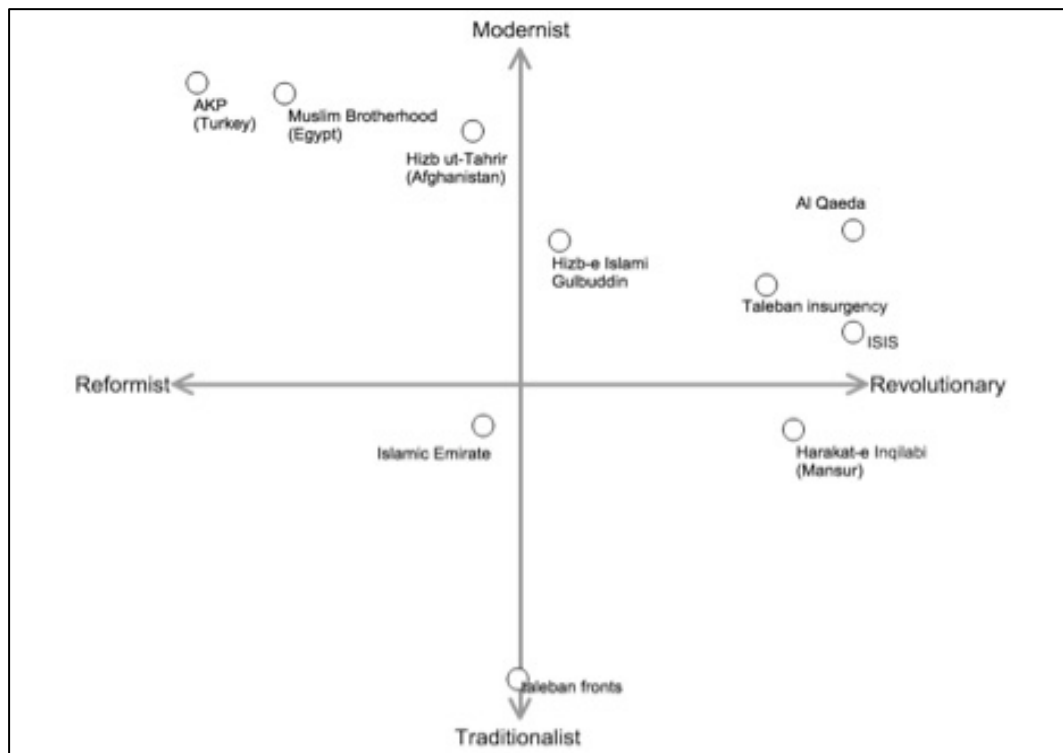 Modernist
AKP
(Turkey)
Muslim Brotherhood
(Egypt)
Hizb ut-Tahrir
(Afghanistan)
Al Qaeda
Hizb-e Islami
Gulbuddin
Taleban insurgency
ISIS
Reformist
Revolutionary
Islamic Emirate
Harakat-e Inqilabi
(Mansur)
taleban fronts
Traditionalist